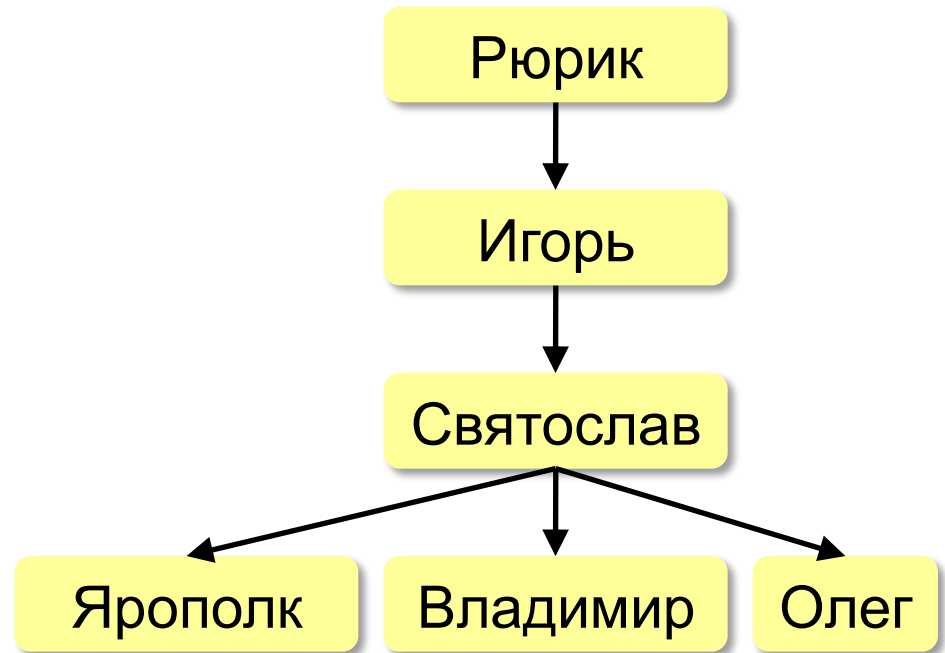 Рюрик
Игорь
Святослав
Ярополк
Владимир
Олег